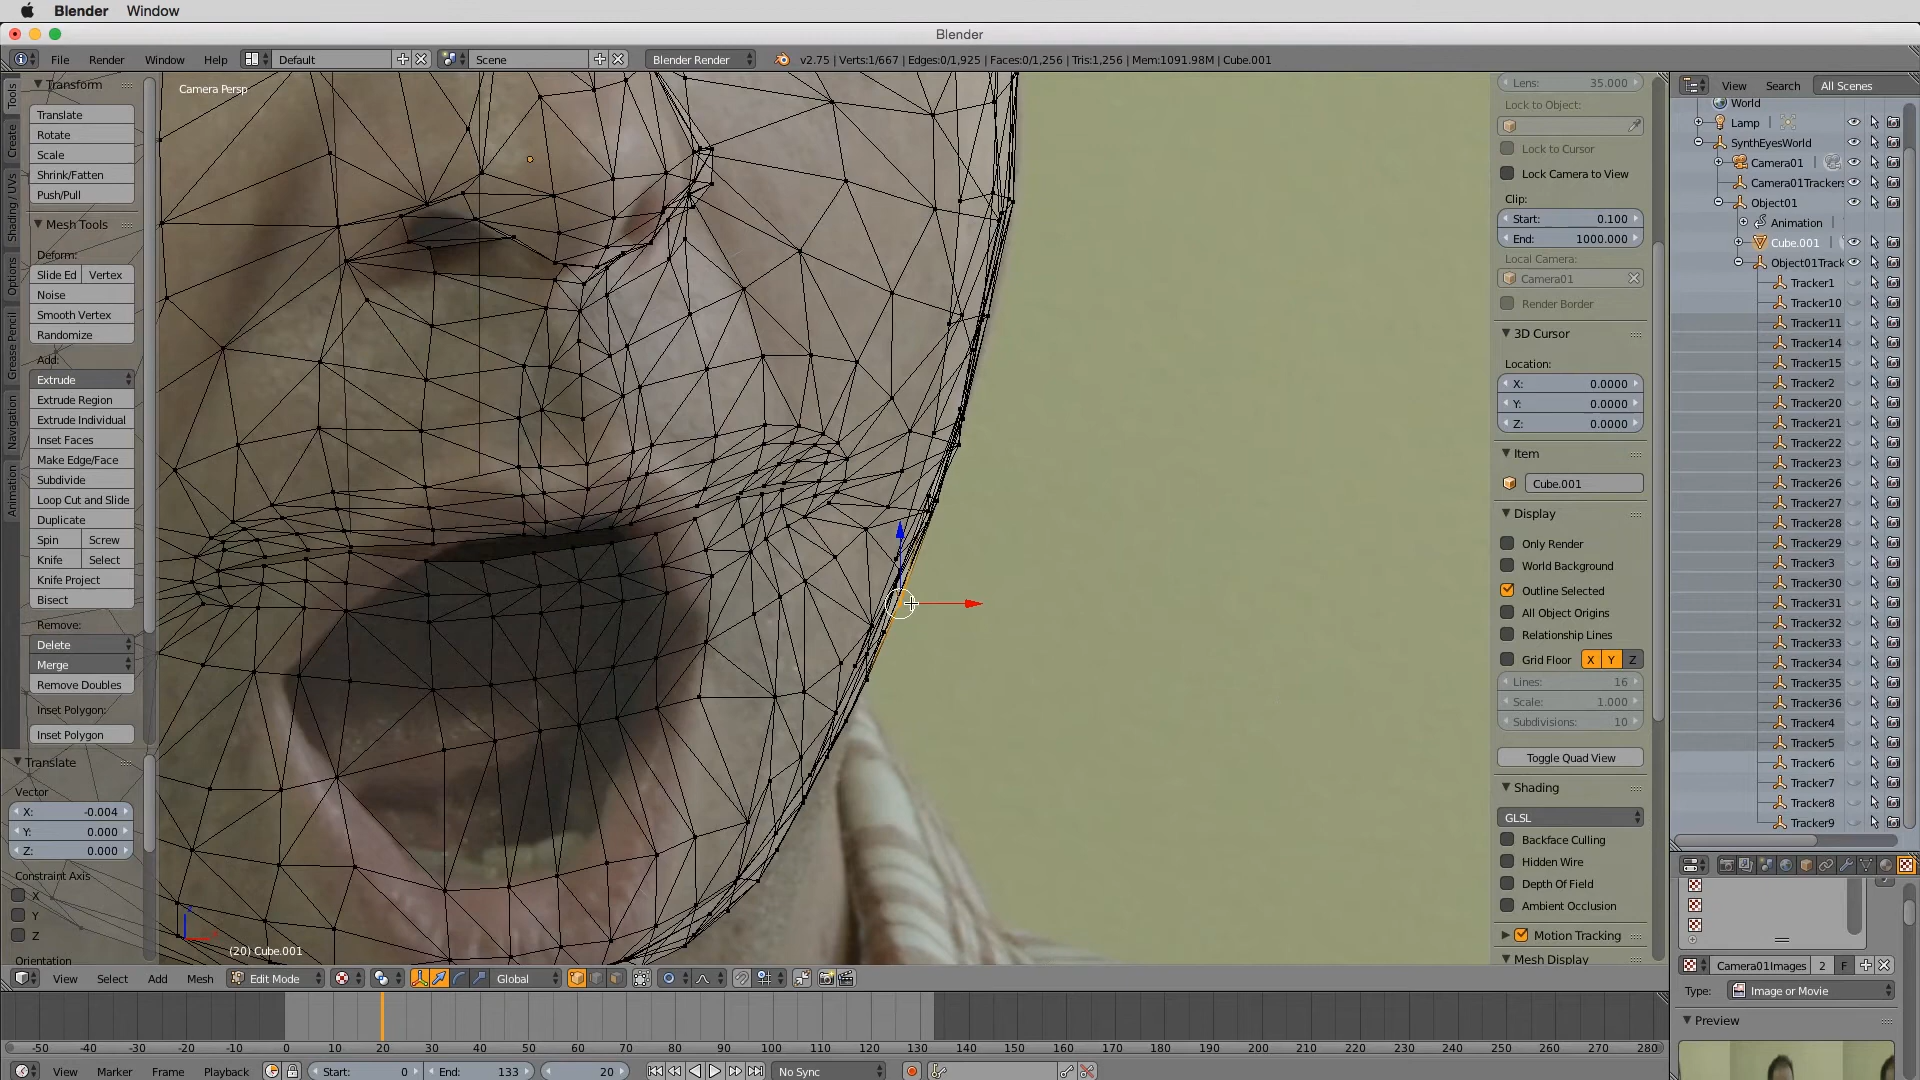 Blender Window
Blender
File Render Window Help Default Scene Blender Render v2.75 | Verts:1/667 | Edges:0/1,925 | Faces:0/1,256 | Tris:1,256 | Mem:1091.98M | Cube.001
Tools
Create
Shading / UVs
Options
Grease Pencil
Navigation
Animation
Transform
Translate
Rotate
Scale
Shrink/Fatten
Push/Pull
Mesh Tools
Deform:
Slide Ed Vertex
Noise
Smooth Vertex
Randomize
Add:
Extrude
Extrude Region
Extrude Individual
Inset Faces
Make Edge/Face
Subdivide
Loop Cut and Slide
Duplicate
Spin Screw
Knife Select
Knife Project
Bisect
Remove:
Delete
Merge
Remove Doubles
Inset Polygon:
Inset Polygon
Translate
Vector
X: -0.004
Y: 0.000
Z: 0.000
Constraint Axis
X
Y
Z
Orientation
Camera Persp
(20) Cube.001
Lens: 35.000
Lock to Object:
Lock to Cursor
Lock Camera to View
Clip:
Start: 0.100
End: 1000.000
Local Camera:
Camera01
Render Border
3D Cursor
Location:
X: 0.0000
Y: 0.0000
Z: 0.0000
Item
Cube.001
Display
Only Render
World Background
Outline Selected
All Object Origins
Relationship Lines
Grid Floor X Y Z
Lines: 16
Scale: 1.000
Subdivisions: 10
Toggle Quad View
Shading
GLSL
Backface Culling
Hidden Wire
Depth Of Field
Ambient Occlusion
Motion Tracking
Mesh Display
View Search All Scenes
World
Lamp
SynthEyesWorld
Camera01
Camera01Trackers
Object01
Animation
Cube.001
Object01Track
Tracker1
Tracker10
Tracker11
Tracker14
Tracker15
Tracker2
Tracker20
Tracker21
Tracker22
Tracker23
Tracker26
Tracker27
Tracker28
Tracker29
Tracker3
Tracker30
Tracker31
Tracker32
Tracker33
Tracker34
Tracker35
Tracker36
Tracker4
Tracker5
Tracker6
Tracker7
Tracker8
Tracker9
Camera01Images 2 F
Type: Image or Movie
Preview
View Select Add Mesh Edit Mode Global
-50 -40 -30 -20 -10 0 10 20 30 40 50 60 70 80 90 100 110 120 130 140 150 160 170 180 190 200 210 220 230 240 250 260 270 280
View Marker Frame Playback Start: 0 End: 133 20 No Sync